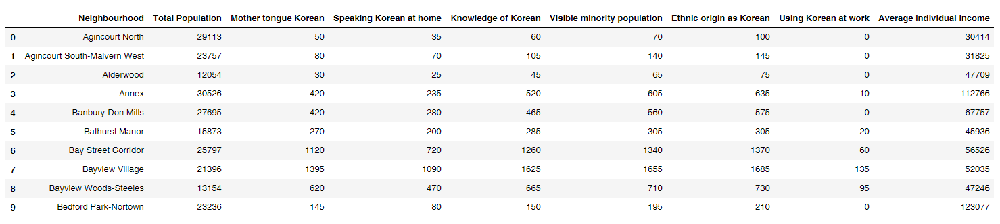 Neighbourhood Total Population Mother tongue Korean Speaking Korean at home Knowledge of Korean Visible minority population Ethnic origin as Korean Using Korean at work Average individual income
0 Agincourt North 29113 50 35 60 70 100 0 30414
1 Agincourt South-Malvern West 23757 80 70 105 140 145 0 31825
2 Alderwood 12054 30 25 45 65 75 0 47709
3 Annex 30526 420 235 520 605 635 10 112766
4 Banbury-Don Mills 27695 420 280 465 560 575 0 67757
5 Bathurst Manor 15873 270 200 285 305 305 20 45936
6 Bay Street Corridor 25797 1120 720 1260 1340 1370 60 56526
7 Bayview Village 21396 1395 1090 1625 1655 1685 135 52035
8 Bayview Woods-Steeles 13154 620 470 665 710 730 95 47246
9 Bedford Park-Nortown 23236 145 80 150 195 210 0 123077